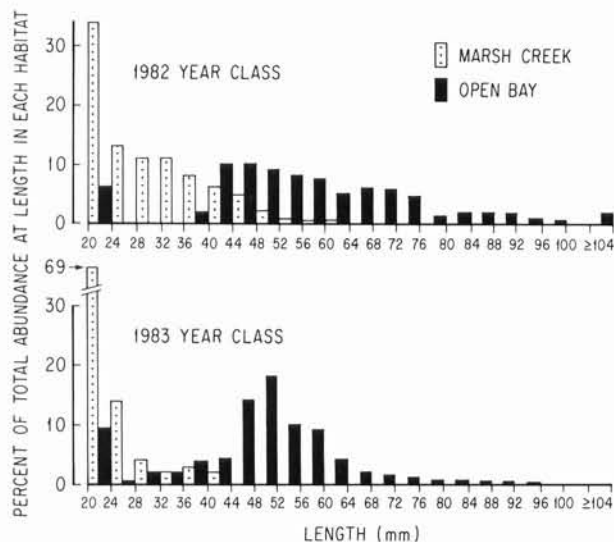 PERCENT OF TOTAL ABUNDANCE AT LENGTH IN EACH HABITAT
30
20
10
0
1982 YEAR CLASS
MARSH CREEK
OPEN BAY
20 24 28 32 36 40 44 48 52 56 60 64 68 72 76 80 84 88 92 96 100 ≥104
69
30
20
10
0
1983 YEAR CLASS
20 24 28 32 36 40 44 48 52 56 60 64 68 72 76 80 84 88 92 96 100 ≥104
LENGTH (mm)